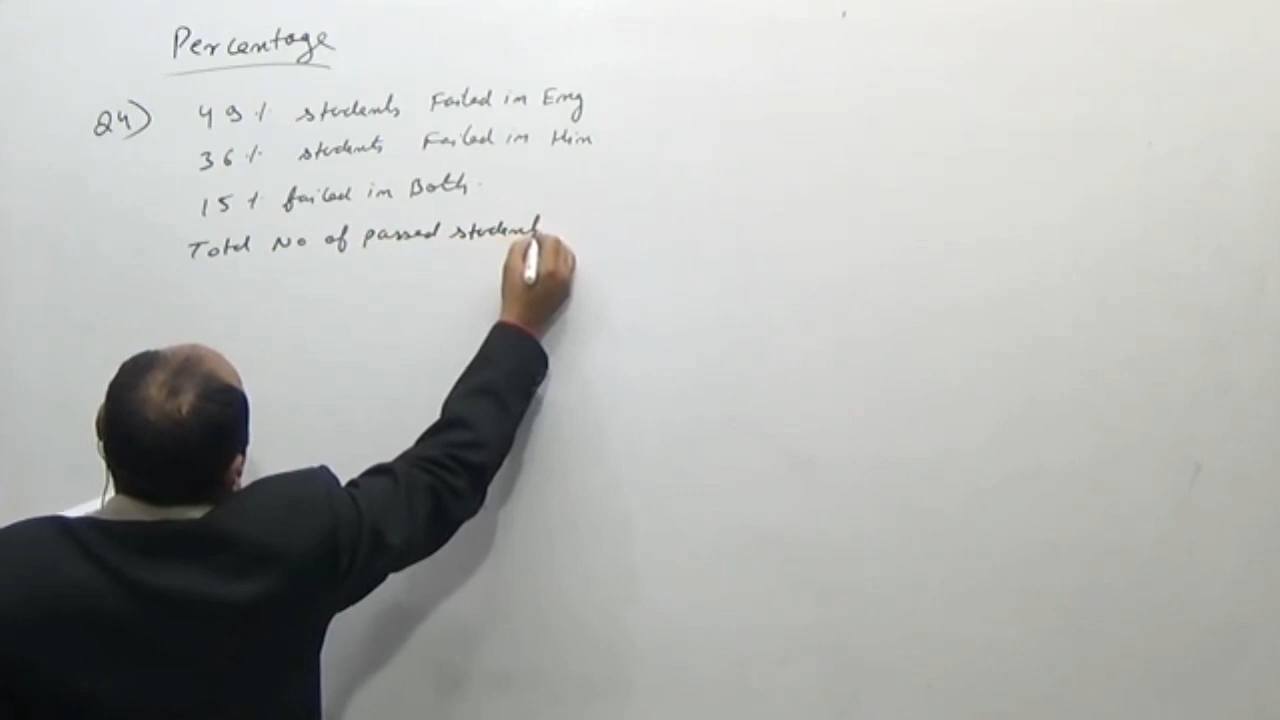 Percentage
Q4) 49% students Failed in Eng
36% students Failed in Hin
15% failed in Both.
Total No of passed student